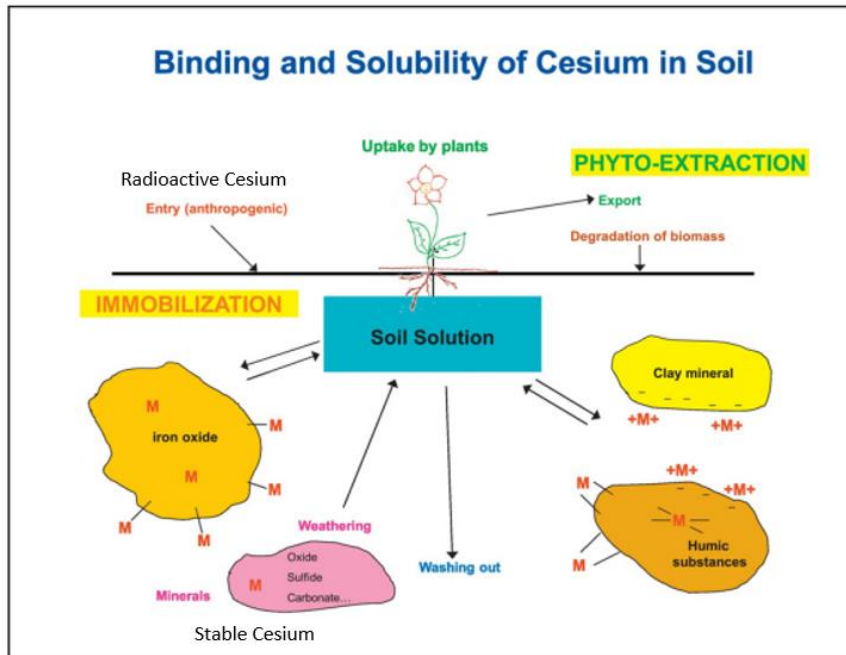 Binding and Solubility of Cesium in Soil
Uptake by plants
PHYTO-EXTRACTION
Radioactive Cesium
Entry (anthropogenic)
Export
Degradation of biomass
IMMOBILIZATION
Soil Solution
Clay mineral
+M+ +M+
M
iron oxide
M
M
M
M
M
M
+M+
+M+
M
M
M
Humic
substances
Weathering
Oxide
M Sulfide
Carbonate...
Minerals
Washing out
Stable Cesium